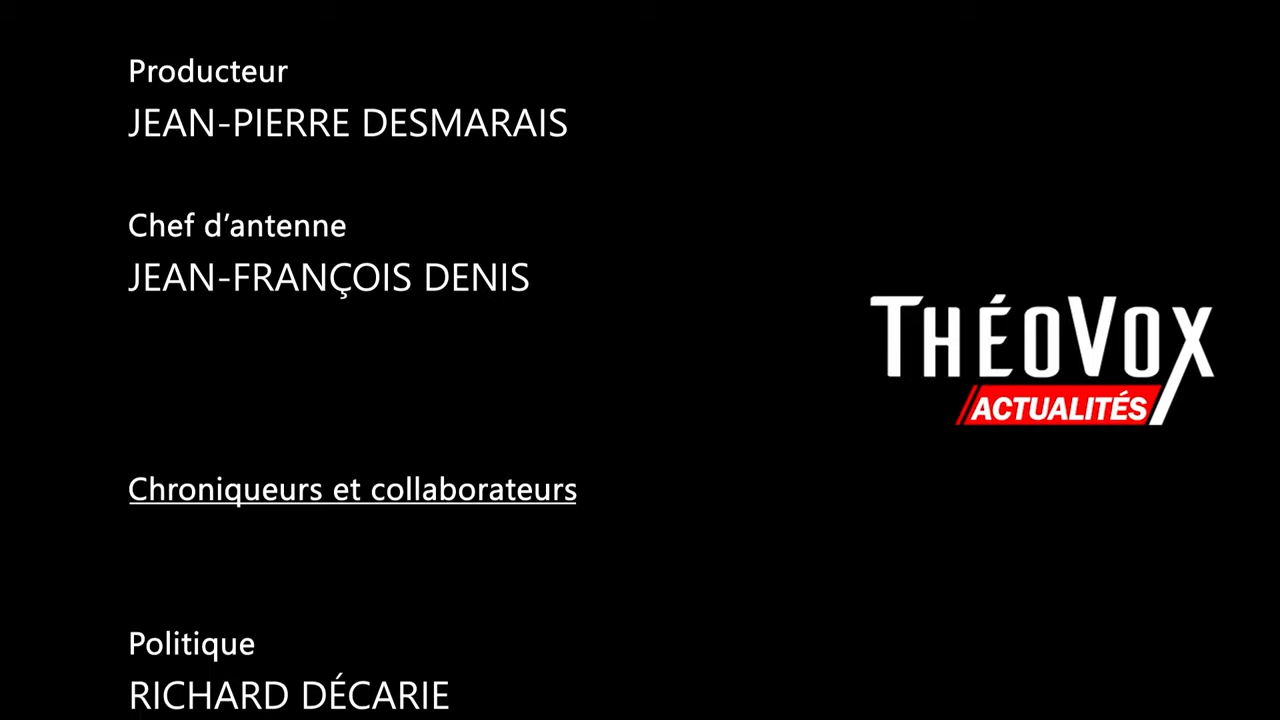 Producteur
JEAN-PIERRE DESMARAIS
Chef d’antenne
JEAN-FRANÇOIS DENIS
THÉOVOX
ACTUALITÉS
Chroniqueurs et collaborateurs
Politique
RICHARD DÉCARIE